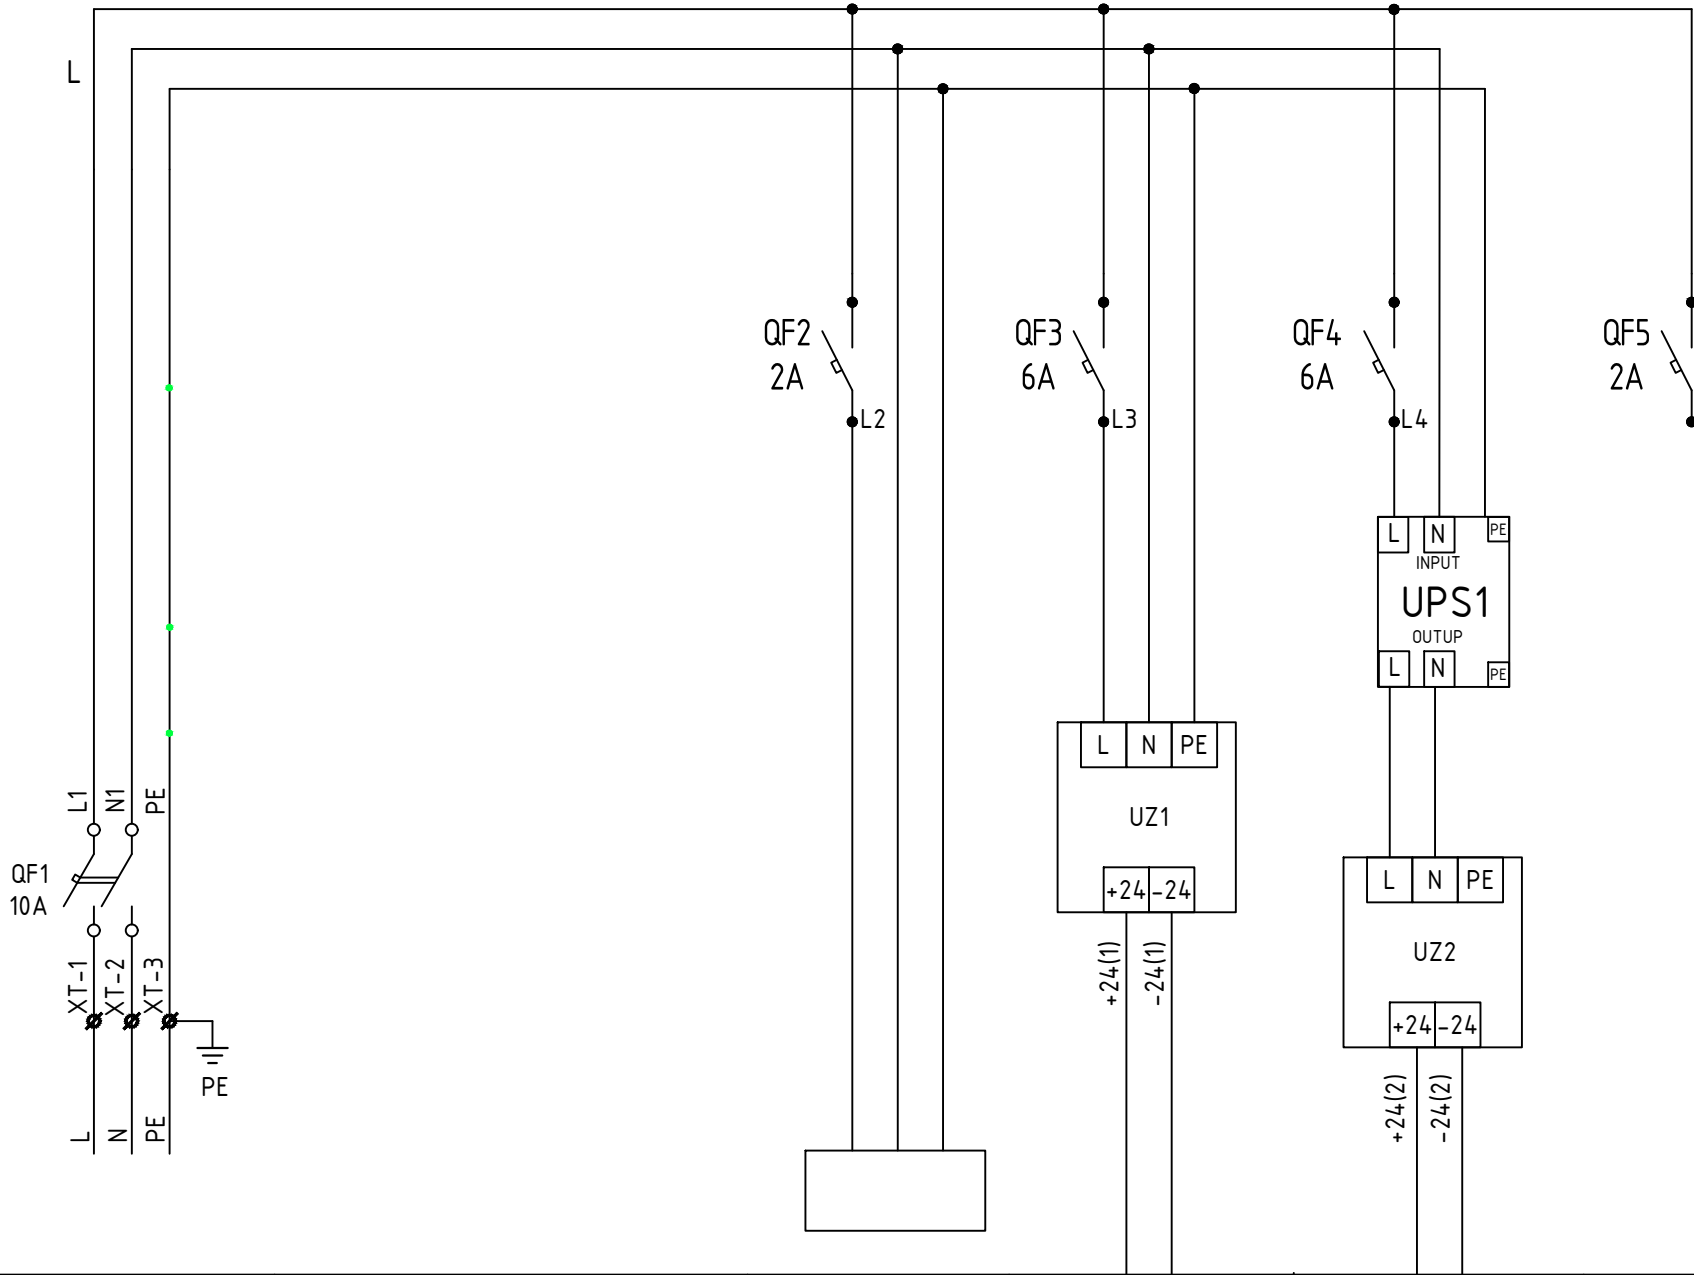 L
QF2
2A
L2
QF3
6A
L3
QF4
6A
L4
QF5
2A
L N PE
INPUT
UPS1
OUTUP
L N PE
L N PE
UZ1
+24 -24
+24(1)
-24(1)
L N PE
UZ2
+24 -24
+24(2)
-24(2)
L1
N1
PE
QF1
10A
XT-1
XT-2
XT-3
PE
L
N
PE